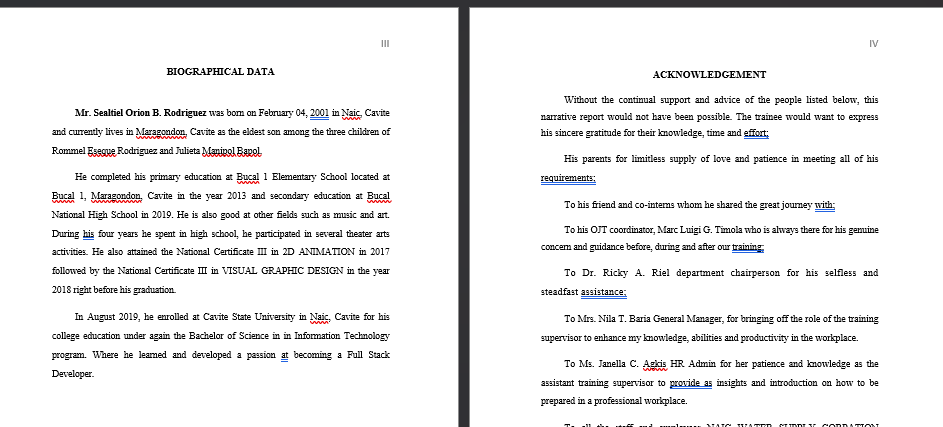 III
BIOGRAPHICAL DATA
Mr. Sealtiel Orion B. Rodriguez was born on February 04, 2001 in Naic, Cavite
and currently lives in Maragondon, Cavite as the eldest son among the three children of
Rommel Eseque Rodriguez and Julieta Manipol Bapol.
He completed his primary education at Bucal 1 Elementary School located at
Bucal 1, Maragondon, Cavite in the year 2013 and secondary education at Bucal
National High School in 2019. He is also good at other fields such as music and art.
During his four years he spent in high school, he participated in several theater arts
activities. He also attained the National Certificate III in 2D ANIMATION in 2017
followed by the National Certificate III in VISUAL GRAPHIC DESIGN in the year
2018 right before his graduation.
In August 2019, he enrolled at Cavite State University in Naic, Cavite for his
college education under again the Bachelor of Science in in Information Technology
program. Where he learned and developed a passion at becoming a Full Stack
Developer.
IV
ACKNOWLEDGEMENT
Without the continual support and advice of the people listed below, this
narrative report would not have been possible. The trainee would want to express
his sincere gratitude for their knowledge, time and effort;
His parents for limitless supply of love and patience in meeting all of his
requirements;
To his friend and co-interns whom he shared the great journey with;
To his OJT coordinator, Marc Luigi G. Timola who is always there for his genuine
concern and guidance before, during and after our training;
To Dr. Ricky A. Riel department chairperson for his selfless and
steadfast assistance;
To Mrs. Nila T. Baria General Manager, for bringing off the role of the training
supervisor to enhance my knowledge, abilities and productivity in the workplace.
To Ms. Janella C. Agkis HR Admin for her patience and knowledge as the
assistant training supervisor to provide as insights and introduction on how to be
prepared in a professional workplace.
To all the staff and employees NAIC WATER SUPPLY CORPATION